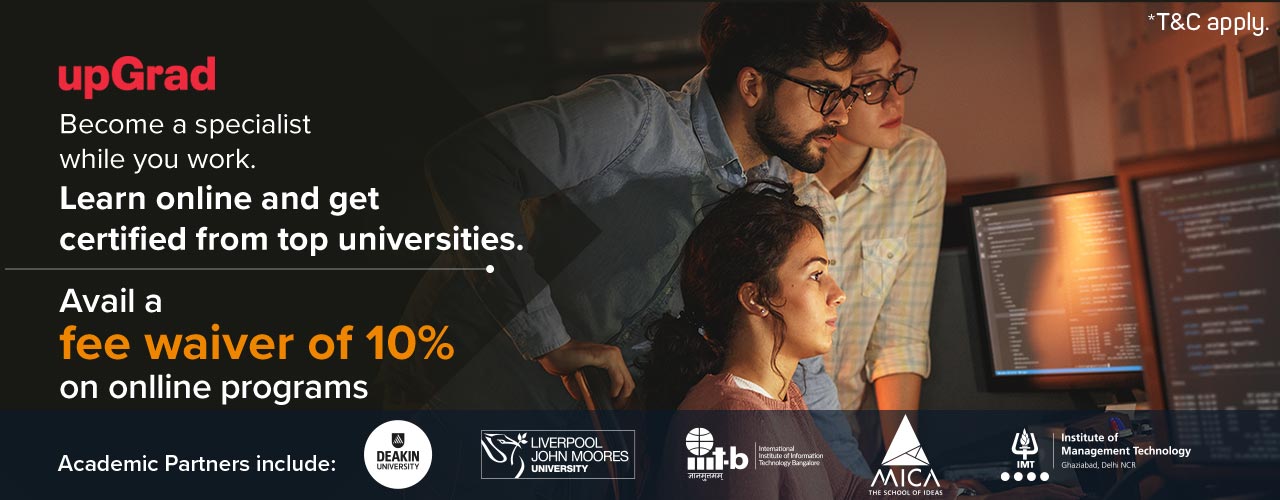 *T&C apply.
upGrad
Become a specialist
while you work.
Learn online and get
certified from top universities.
Avail a
fee waiver of 10%
on onlline programs
Academic Partners include:
DEAKIN
UNIVERSITY
LIVERPOOL
JOHN MOORES
UNIVERSITY
iiit-b
ज्ञानमुत्तमम्
International
Institute of Information
Technology Bangalore
MICA
THE SCHOOL OF IDEAS
IMT
Institute of
Management Technology
Ghaziabad, Delhi NCR